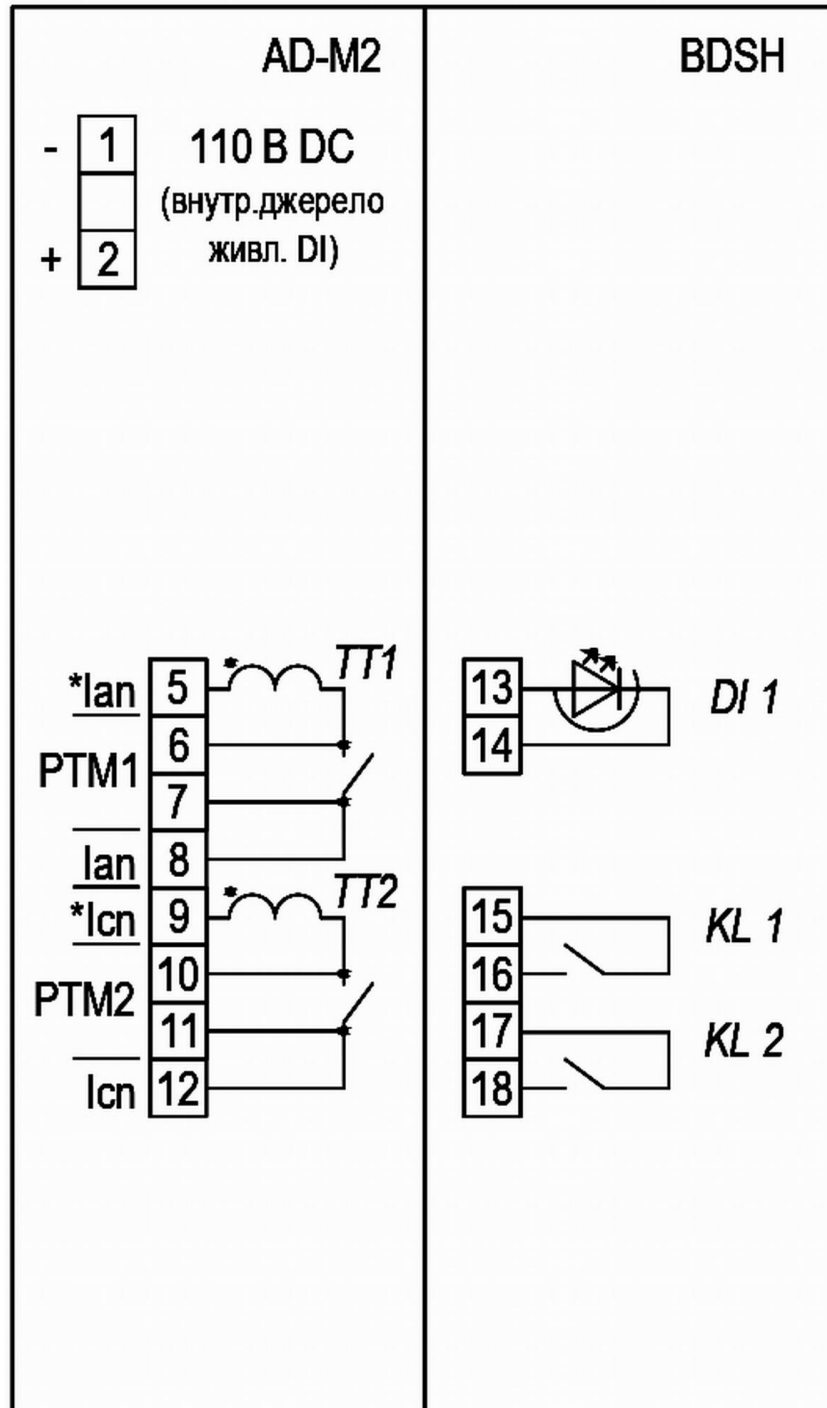 AD-M2
- 1 110 В DC
(внутр.джерело
+ 2 живл. DI)
*Ian 5 TT1
6
PTM1
7
Ian 8
*Icn 9 TT2
10
PTM2
11
Icn 12
BDSH
13 DI 1
14
15 KL 1
16
17 KL 2
18